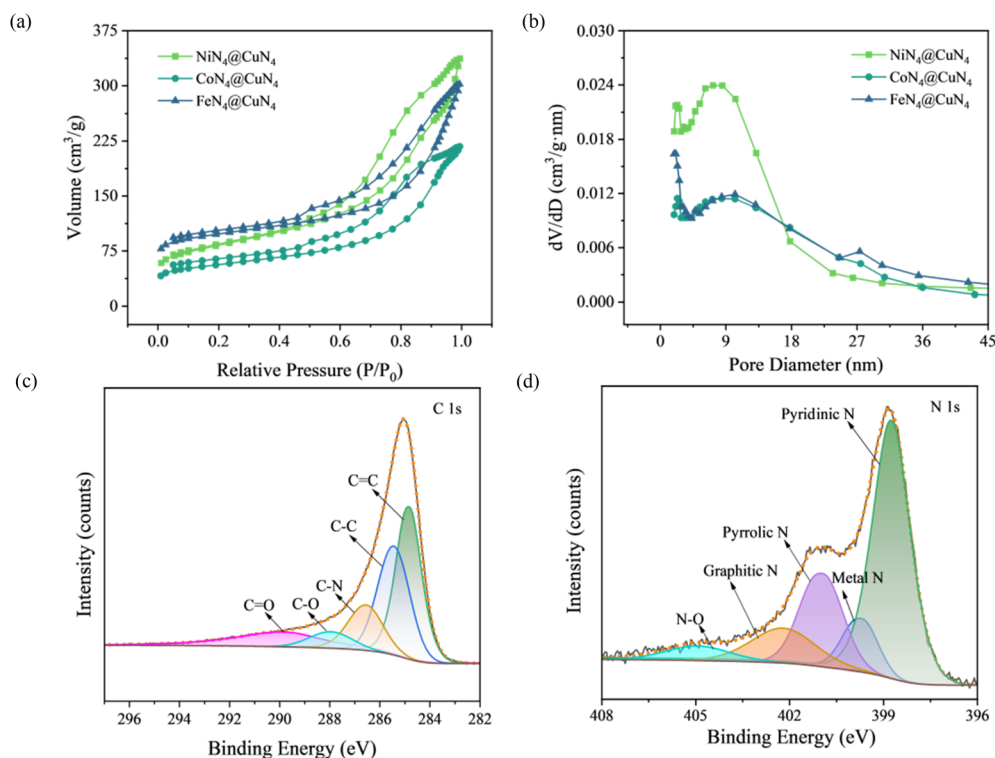 (a)
375
300
225
150
75
0
Volume (cm³/g)
NiN₄@CuN₄
CoN₄@CuN₄
FeN₄@CuN₄
0.0 0.2 0.4 0.6 0.8 1.0
Relative Pressure (P/P₀)
(b)
0.030
0.024
0.018
0.012
0.006
0.000
dV/dD (cm³/g·nm)
NiN₄@CuN₄
CoN₄@CuN₄
FeN₄@CuN₄
0 9 18 27 36 45
Pore Diameter (nm)
(c)
C 1s
Intensity (counts)
C=C
C-C
C-N
C-O
C=O
296 294 292 290 288 286 284 282
Binding Energy (eV)
(d)
N 1s
Intensity (counts)
Pyridinic N
Pyrrolic N
Graphitic N
Metal N
N-O
408 405 402 399 396
Binding Energy (eV)